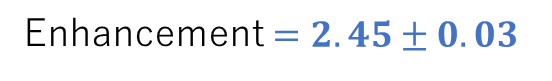 Enhancement = 2.45 ± 0.03